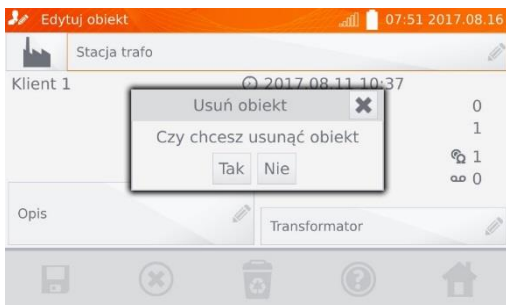 Edytuj obiekt
07:51 2017.08.16
Stacja trafo
Klient 1
2017.08.11 10:37
Usuń obiekt
0
Czy chcesz usunąć obiekt
1
Tak Nie
1
0
Opis
Transformator